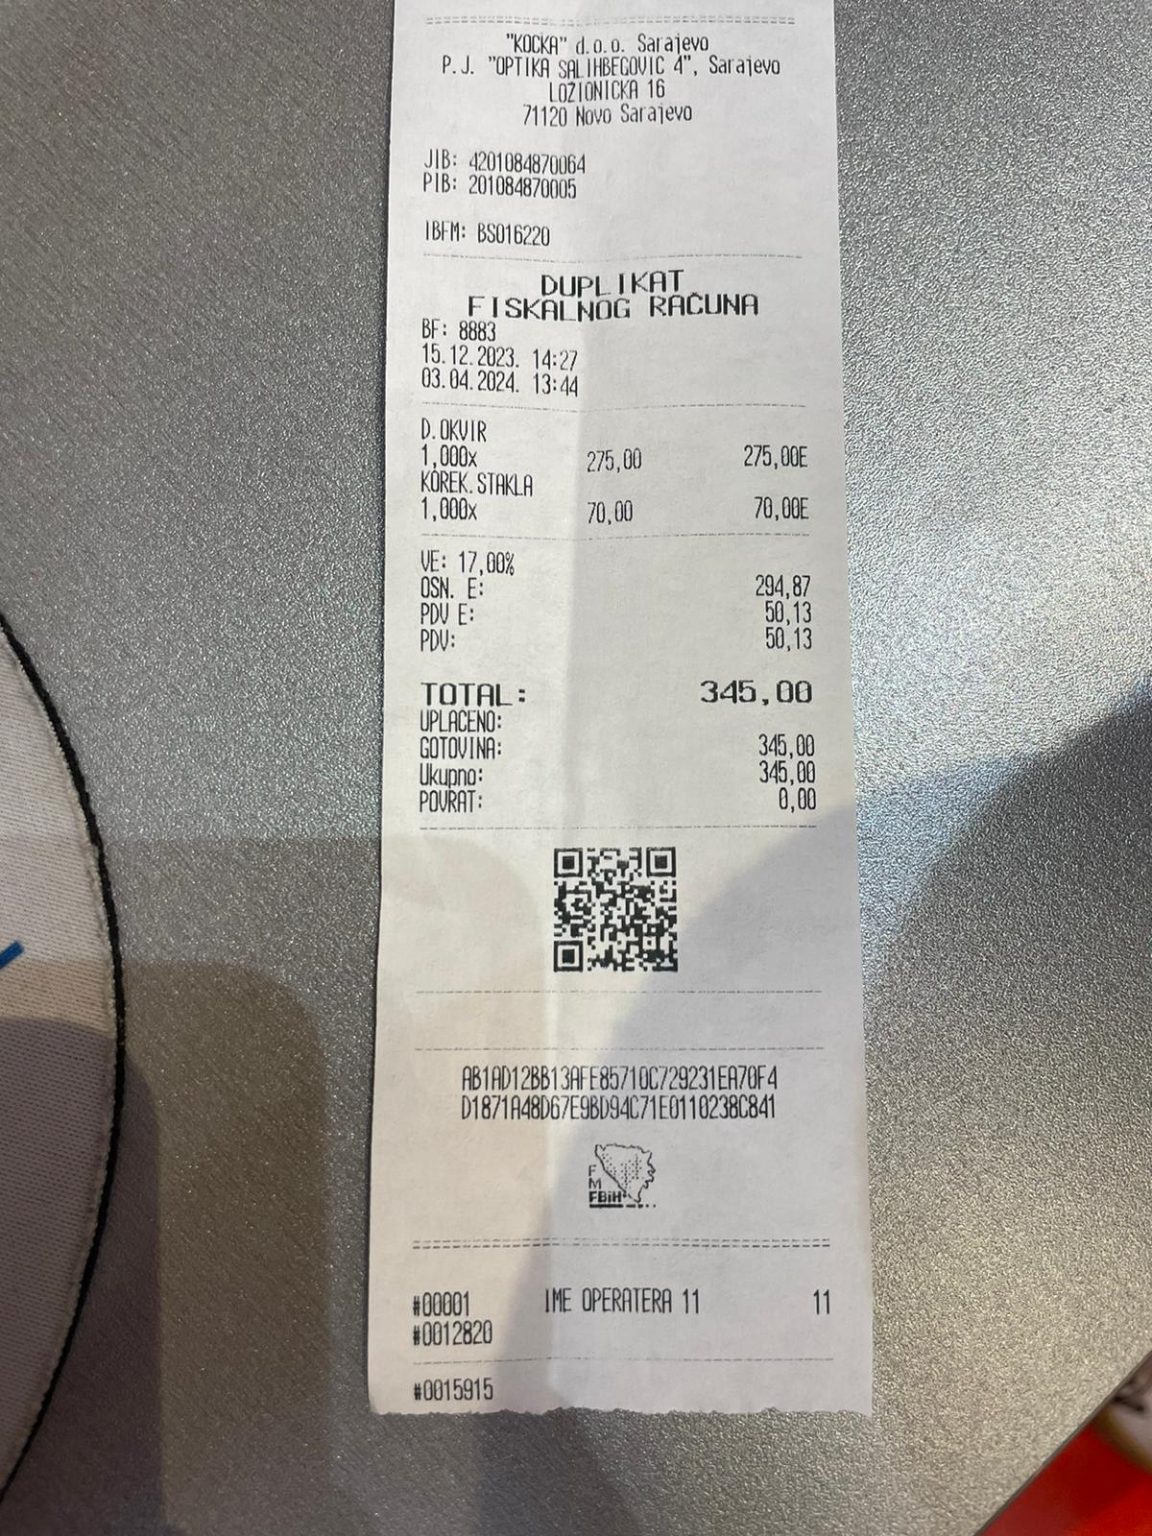 "KOCKA" d.o.o. Sarajevo
P.J. "OPTIKA SALIHBEGOVIC 4", Sarajevo
LOZIONICKA 16
71120 Novo Sarajevo
JIB: 4201084870064
PIB: 201084870005
IBFM: BS016220
DUPLIKAT
FISKALNOG RAČUNA
BF: 8883
15.12.2023. 14:27
03.04.2024. 13:44
D.OKVIR
1,000x 275,00 275,00E
KOREK.STAKLA
1,000x 70,00 70,00E
VE: 17,00%
OSN. E: 294,87
PDV E: 50,13
PDV: 50,13
TOTAL: 345,00
UPLACENO:
GOTOVINA: 345,00
Ukupno: 345,00
POVRAT: 0,00
AB1AD12BB13AFE85710C729231EA70F4
D1871A48D67E9BD94C71E0110238C841
F
M
FBiH
#00001 IME OPERATERA 11 11
#0012820
#0015915